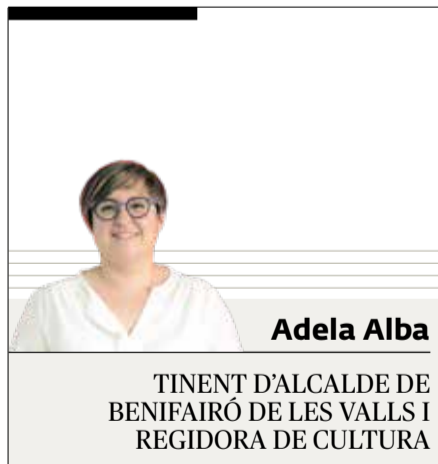 Adela Alba
TINENT D'ALCALDE DE
BENIFAIRÓ DE LES VALLS I
REGIDORA DE CULTURA